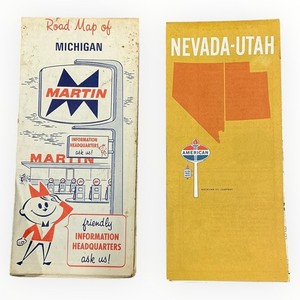 Road Map of
MICHIGAN
MARTIN
INFORMATION
HEADQUARTERS
ask us!
MARTIN
friendly
INFORMATION
HEADQUARTERS
ask us!
NEVADA-UTAH
AMERICAN